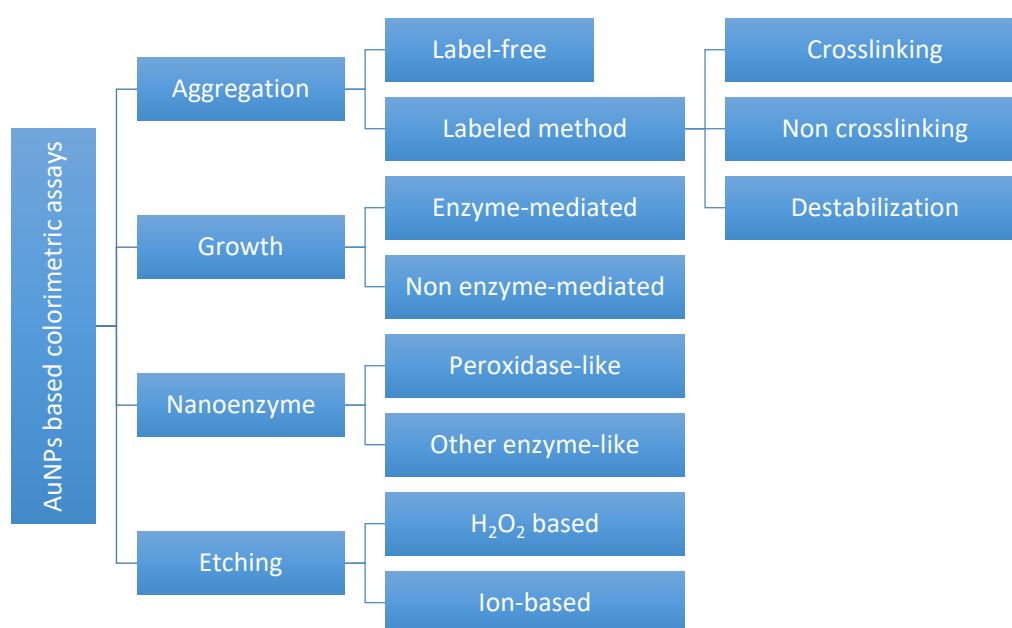 AuNPs based colorimetric assays
Aggregation
Label-free
Labeled method
Crosslinking
Non crosslinking
Destabilization
Growth
Enzyme-mediated
Non enzyme-mediated
Nanoenzyme
Peroxidase-like
Other enzyme-like
Etching
H₂O₂ based
Ion-based